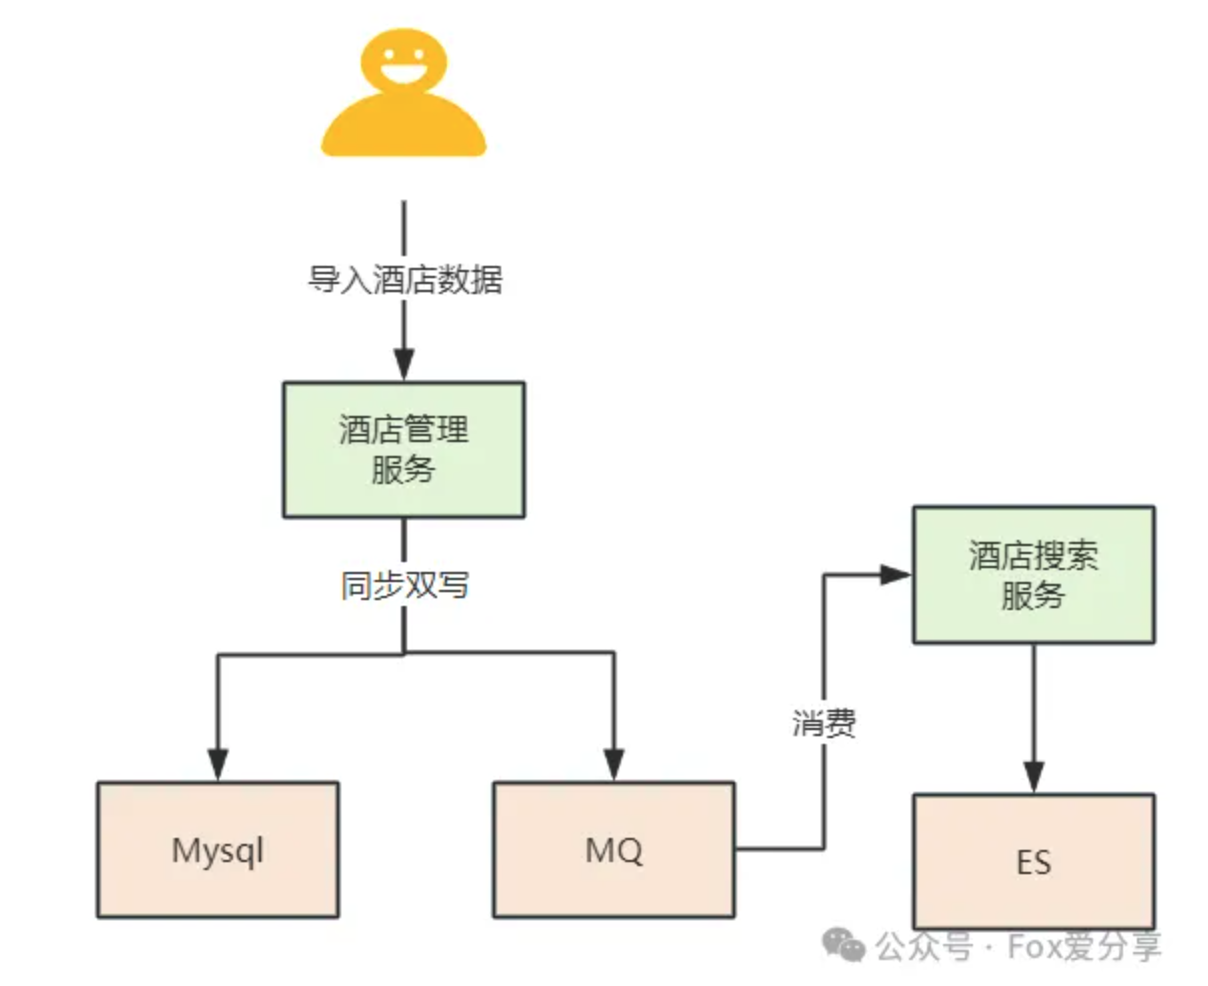 导入酒店数据
酒店管理
服务
同步双写
酒店搜索
服务
消费
Mysql
MQ
ES
公众号 · Fox爱分享